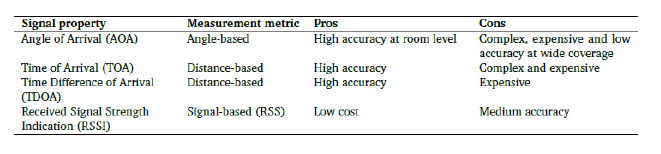 Signal property Measurement metric Pros Cons
Angle of Arrival (AOA) Angle-based High accuracy at room level Complex, expensive and low
accuracy at wide coverage
Time of Arrival (TOA) Distance-based High accuracy Complex and expensive
Time Difference of Arrival Distance-based High accuracy Expensive
(TDOA)
Received Signal Strength Signal-based (RSS) Low cost Medium accuracy
Indication (RSSI)